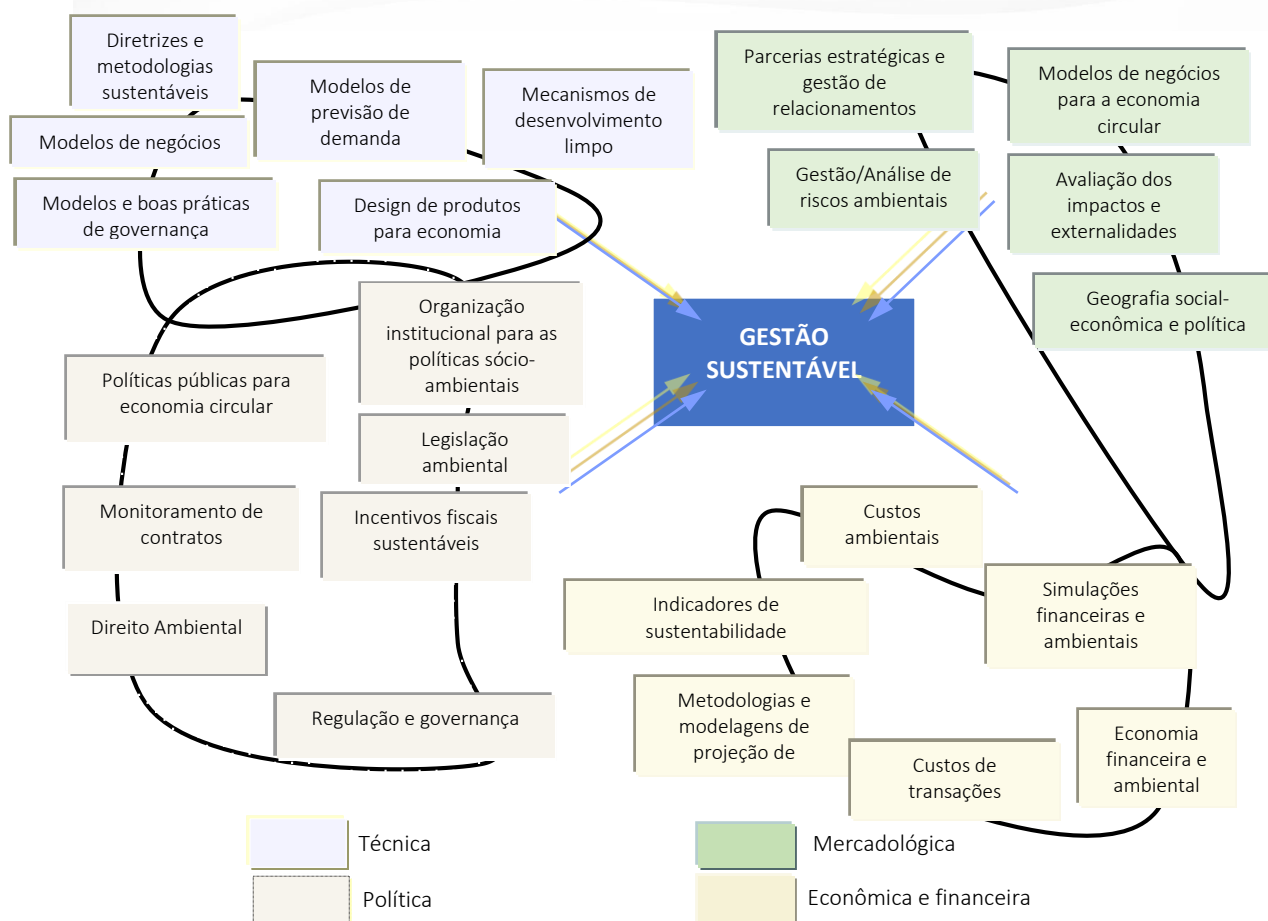 Diretrizes e
metodologias
sustentáveis
Modelos de
previsão de
demanda
Mecanismos de
desenvolvimento
limpo
Modelos de negócios
Modelos e boas práticas
de governança
Design de produtos
para economia
Parcerias estratégicas e
gestão de
relacionamentos
Modelos de negócios
para a economia
circular
Gestão/Análise de
riscos ambientais
Avaliação dos
impactos e
externalidades
Geografia social-
econômica e política
GESTÃO
SUSTENTÁVEL
Organização
institucional para as
políticas sócio-
ambientais
Políticas públicas para
economia circular
Legislação
ambiental
Monitoramento de
contratos
Incentivos fiscais
sustentáveis
Direito Ambiental
Regulação e governança
Custos
ambientais
Indicadores de
sustentabilidade
Simulações
financeiras e
ambientais
Metodologias e
modelagens de
projeção de
Custos de
transações
Economia
financeira e
ambiental
Técnica
Política
Mercadológica
Econômica e financeira